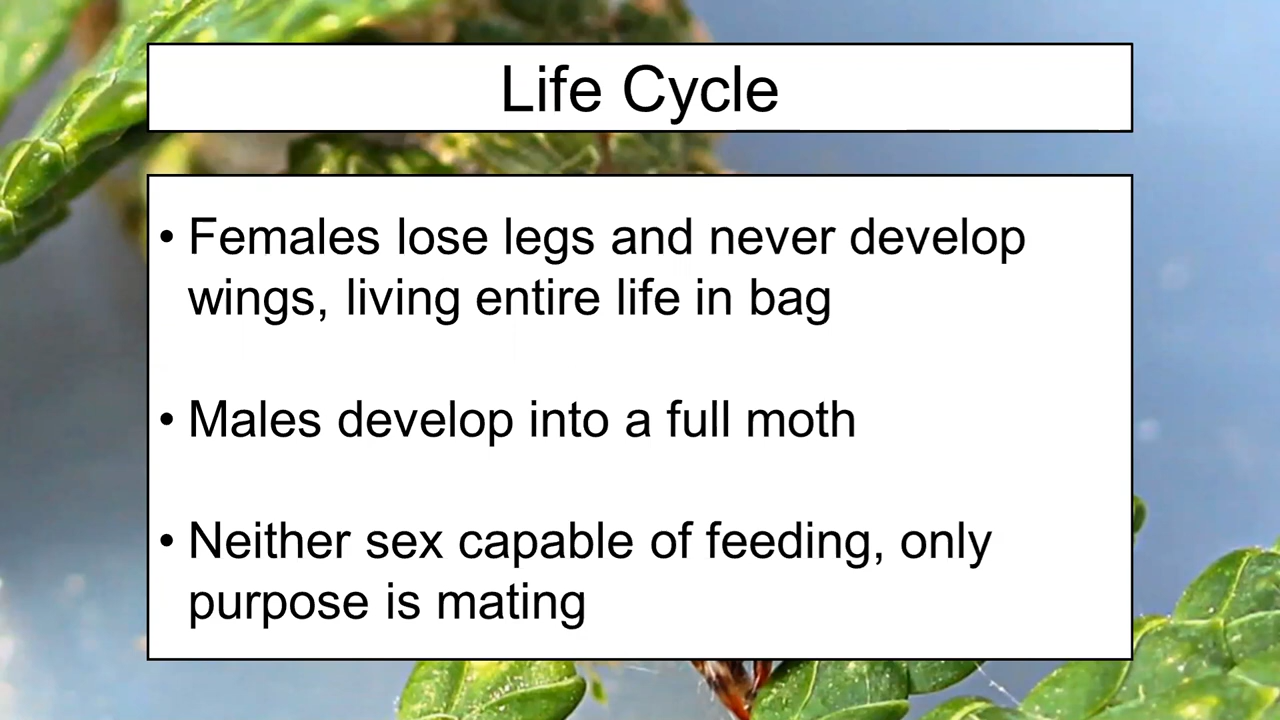 Life Cycle
• Females lose legs and never develop
wings, living entire life in bag
• Males develop into a full moth
• Neither sex capable of feeding, only
purpose is mating